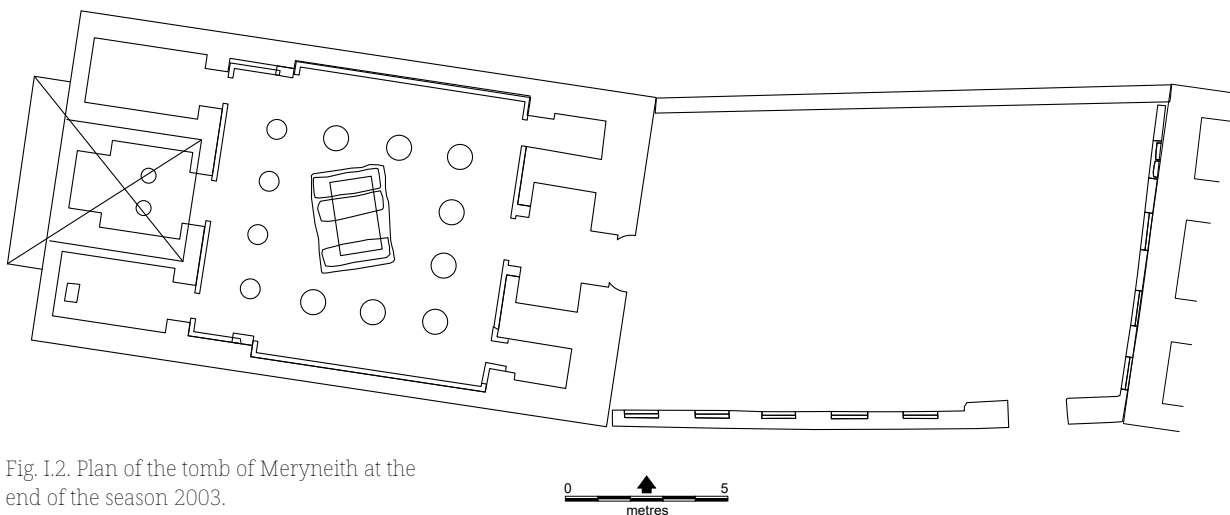 Fig. I.2. Plan of the tomb of Meryneith at the
end of the season 2003.
0 5
metres